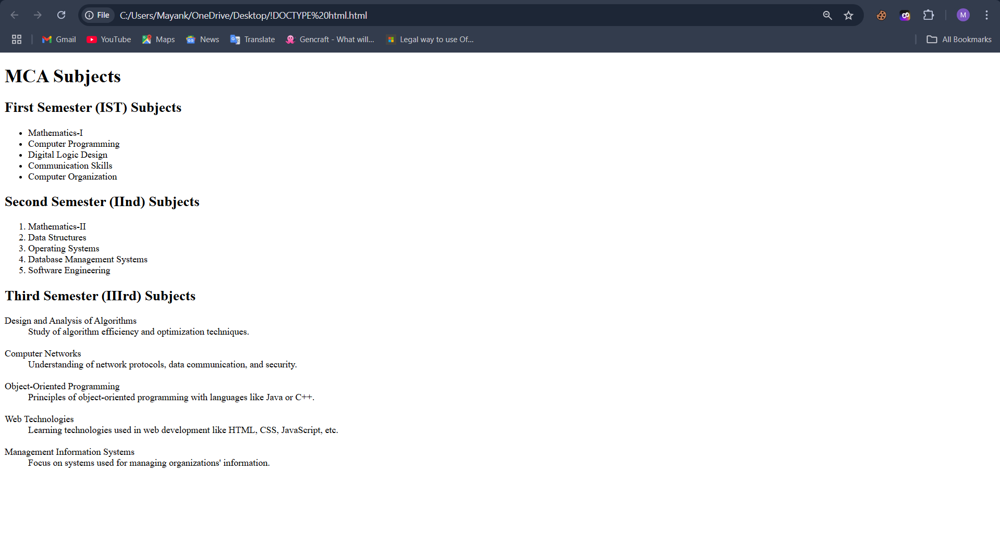 File C:/Users/Mayank/OneDrive/Desktop/!DOCTYPE%20html.html M
Gmail YouTube Maps News Translate Gencraft - What will... Legal way to use Of... All Bookmarks
MCA Subjects
First Semester (IST) Subjects
• Mathematics-I
• Computer Programming
• Digital Logic Design
• Communication Skills
• Computer Organization
Second Semester (IInd) Subjects
1. Mathematics-II
2. Data Structures
3. Operating Systems
4. Database Management Systems
5. Software Engineering
Third Semester (IIIrd) Subjects
Design and Analysis of Algorithms
Study of algorithm efficiency and optimization techniques.
Computer Networks
Understanding of network protocols, data communication, and security.
Object-Oriented Programming
Principles of object-oriented programming with languages like Java or C++.
Web Technologies
Learning technologies used in web development like HTML, CSS, JavaScript, etc.
Management Information Systems
Focus on systems used for managing organizations' information.